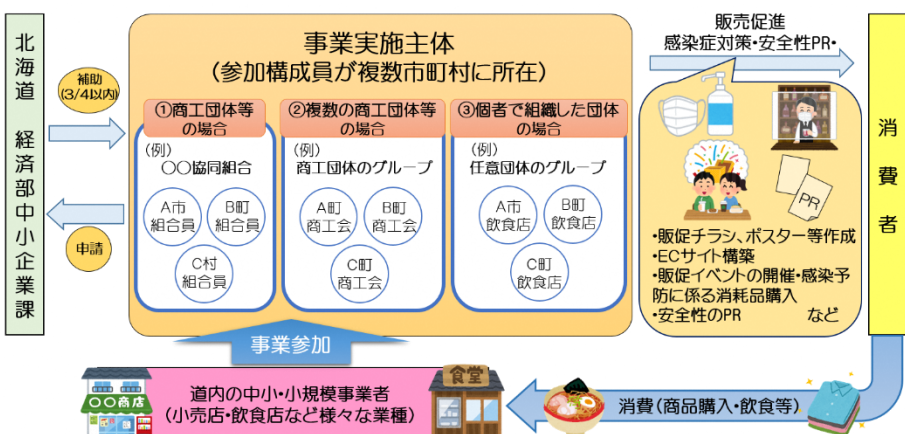 北海道 経済部中小企業課
補助
(3/4以内)
申請
事業実施主体
(参加構成員が複数市町村に所在)
①商工団体等
の場合
(例)
〇〇協同組合
A市
組合員
B町
組合員
C村
組合員
②複数の商工団体等
の場合
(例)
商工団体のグループ
A町
商工会
B町
商工会
C町
商工会
③個者で組織した団体
の場合
(例)
任意団体のグループ
A市
飲食店
B町
飲食店
C町
飲食店
販売促進
感染症対策・安全性PR・
PR
・販促チラシ、ポスター等作成
・ECサイト構築
・販促イベントの開催・感染予
防に係る消耗品購入
・安全性のPR など
消費者
事業参加
〇〇商店
道内の中小・小規模事業者
(小売店・飲食店など様々な業種)
食堂
消費(商品購入・飲食等)